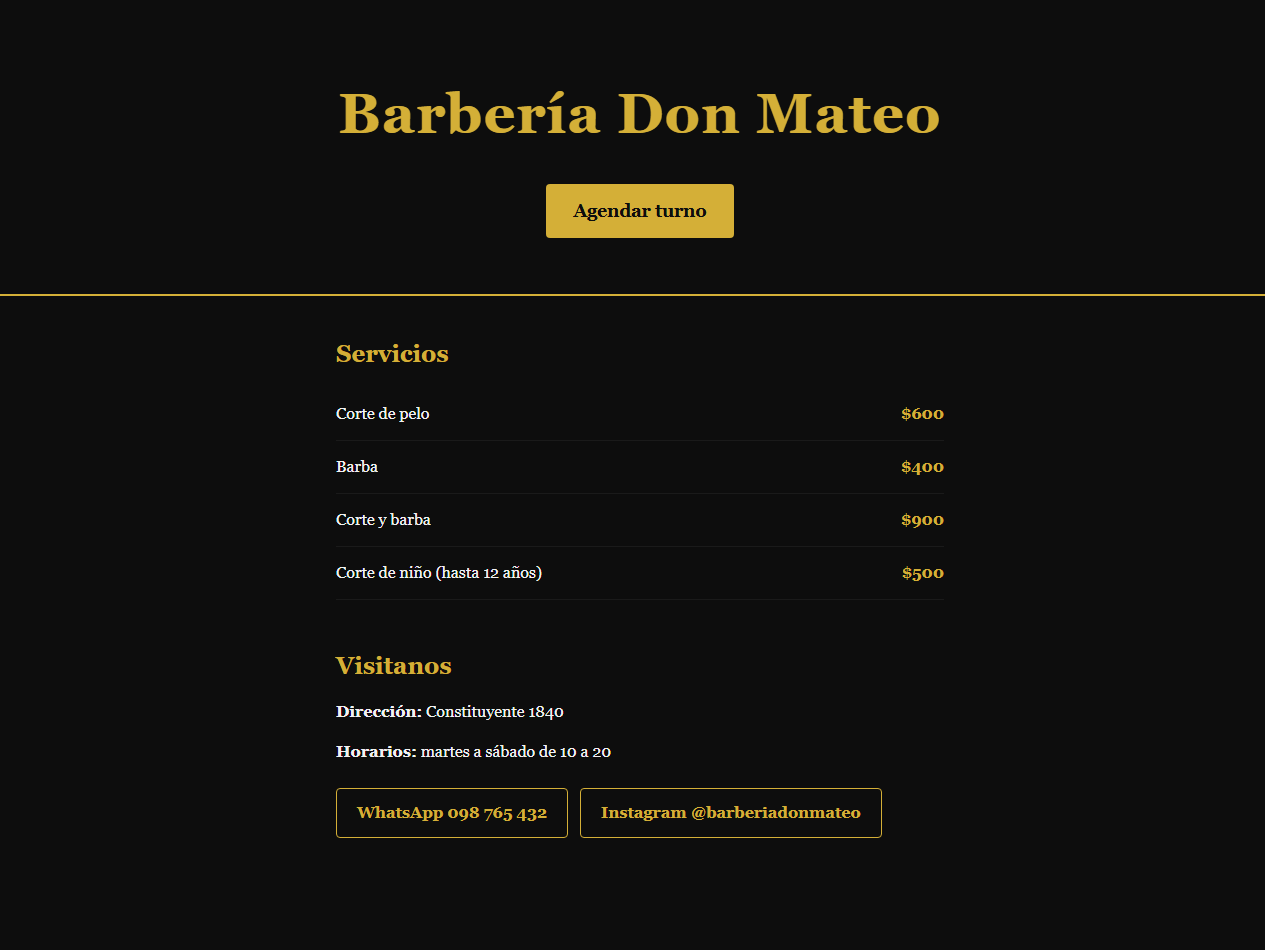 Barbería Don Mateo
Agendar turno
Servicios
Corte de pelo $600
Barba $400
Corte y barba $900
Corte de niño (hasta 12 años) $500
Visitanos
Dirección: Constituyente 1840
Horarios: martes a sábado de 10 a 20
WhatsApp 098 765 432 Instagram @barberiadonmateo